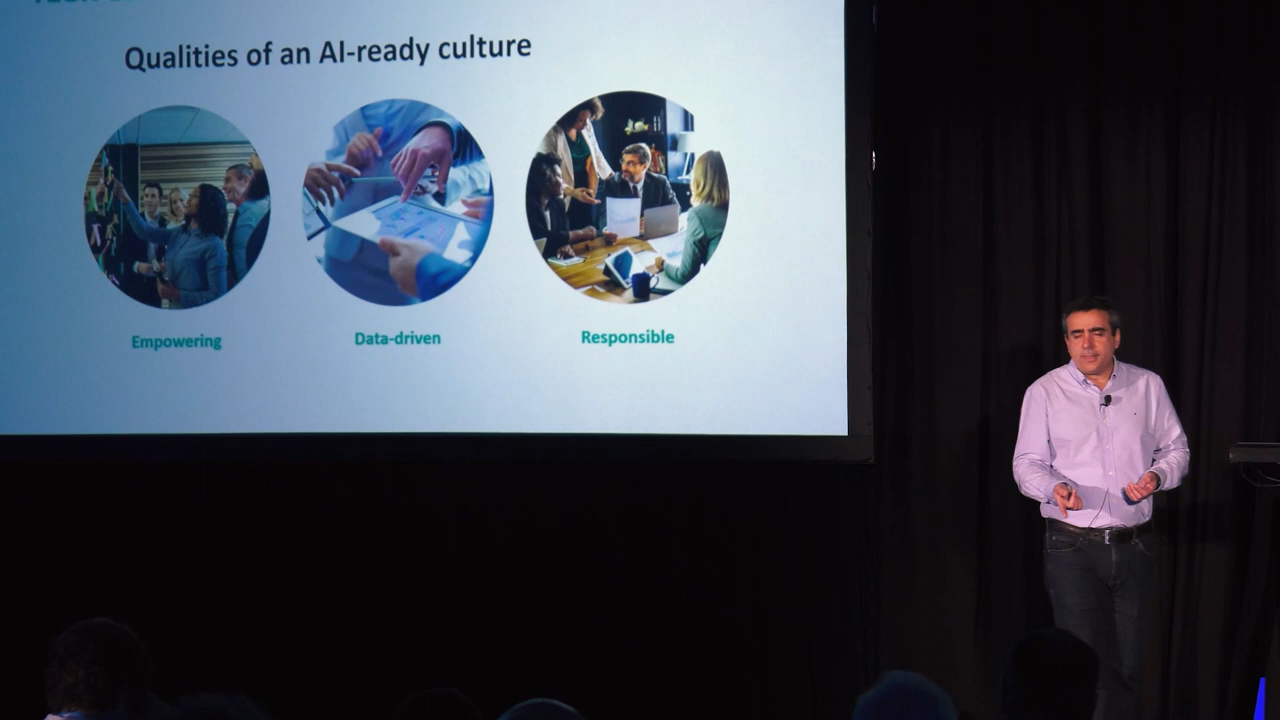 Qualities of an AI-ready culture
Empowering
Data-driven
Responsible